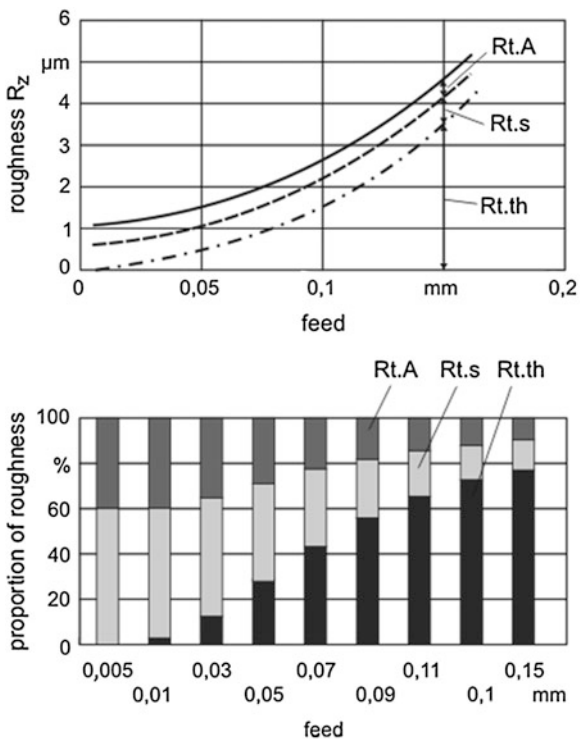 6
µm
4
3
2
1
0
roughness Rz
Rt.A
Rt.s
Rt.th
0 0,05 0,1 mm 0,2
feed
Rt.A Rt.s Rt.th
100
%
60
40
20
0
proportion of roughness
0,005 0,03 0,07 0,11 0,15
0,01 0,05 0,09 0,1 mm
feed